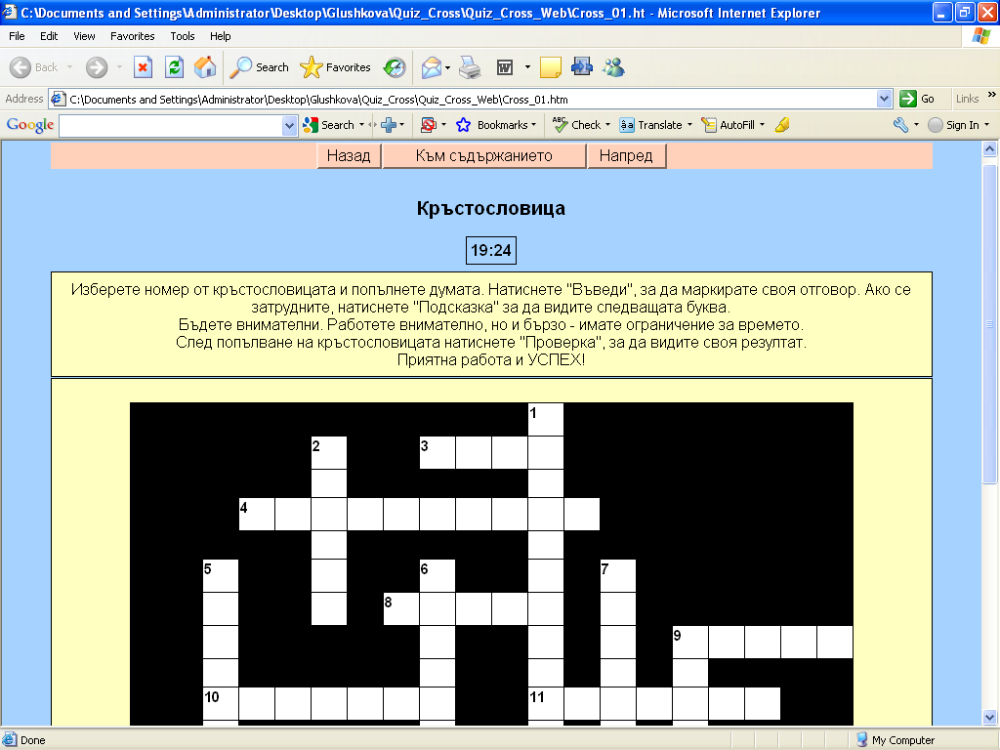 C:\Documents and Settings\Administrator\Desktop\Glushkova\Quiz_Cross\Quiz_Cross_Web\Cross_01.ht - Microsoft Internet Explorer
File Edit View Favorites Tools Help
Back Search Favorites
Address C:\Documents and Settings\Administrator\Desktop\Glushkova\Quiz_Cross\Quiz_Cross_Web\Cross_01.htm Go Links »
Google Search Bookmarks ABC Check aä Translate AutoFill Sign In
Назад Към съдържанието Напред
Кръстословица
19:24
Изберете номер от кръстословицата и попълнете думата. Натиснете "Въведи", за да маркирате своя отговор. Ако се
затрудните, натиснете "Подсказка" за да видите следващата буква.
Бъдете внимателни. Работете внимателно, но и бързо - имате ограничение за времето.
След попълване на кръстословицата натиснете "Проверка", за да видите своя резултат.
Приятна работа и УСПЕХ!
1
2 3
4
5 6 7
8
9
10 11
Done My Computer